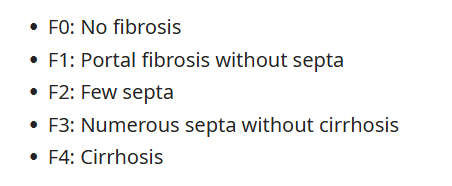 • F0: No fibrosis
• F1: Portal fibrosis without septa
• F2: Few septa
• F3: Numerous septa without cirrhosis
• F4: Cirrhosis